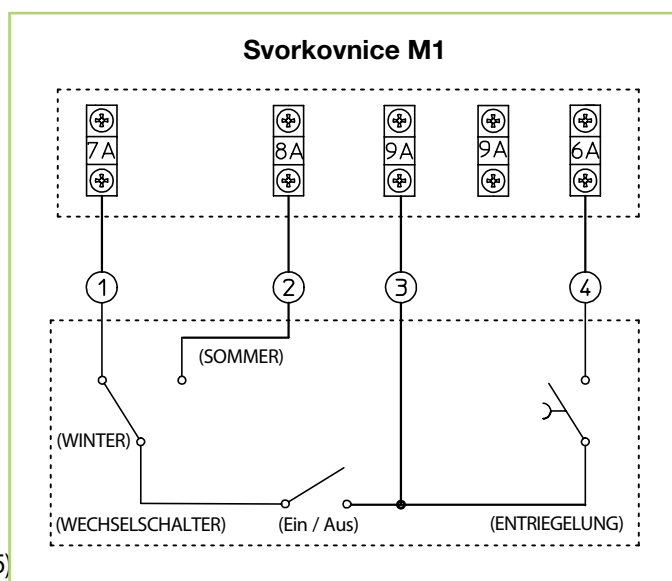 Svorkovnice M1
7A 8A 9A 9A 6A
1 2 3 4
(SOMMER)
(WINTER)
(WECHSELSCHALTER) (Ein / Aus) (ENTRIEGELUNG)